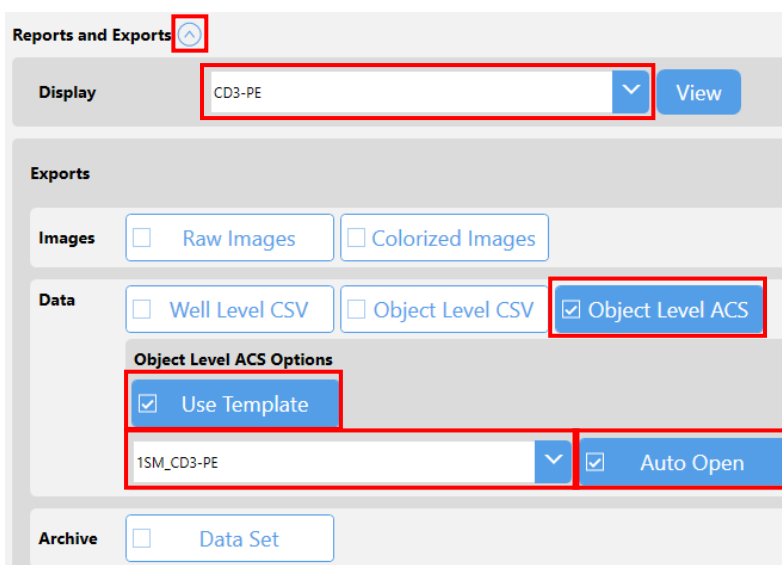 Reports and Exports
Display CD3-PE View
Exports
Images Raw Images Colorized Images
Data Well Level CSV Object Level CSV Object Level ACS
Object Level ACS Options
Use Template
1SM_CD3-PE Auto Open
Archive Data Set